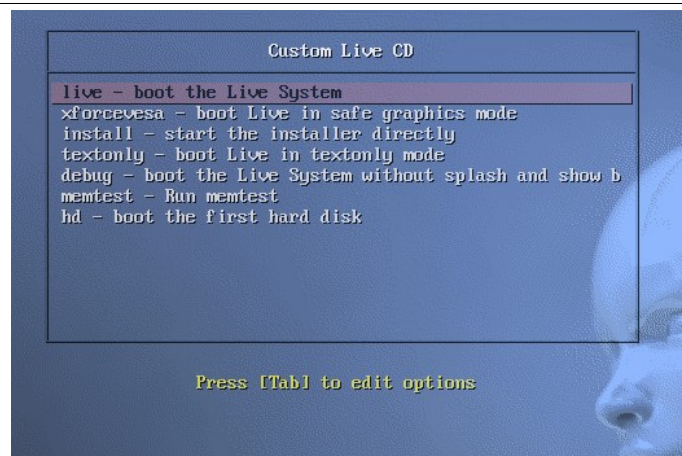 Custom Live CD
live - boot the Live System
xforcevesa - boot Live in safe graphics mode
install - start the installer directly
textonly - boot Live in textonly mode
debug - boot the Live System without splash and show b
memtest - Run memtest
hd - boot the first hard disk
Press [Tab] to edit options